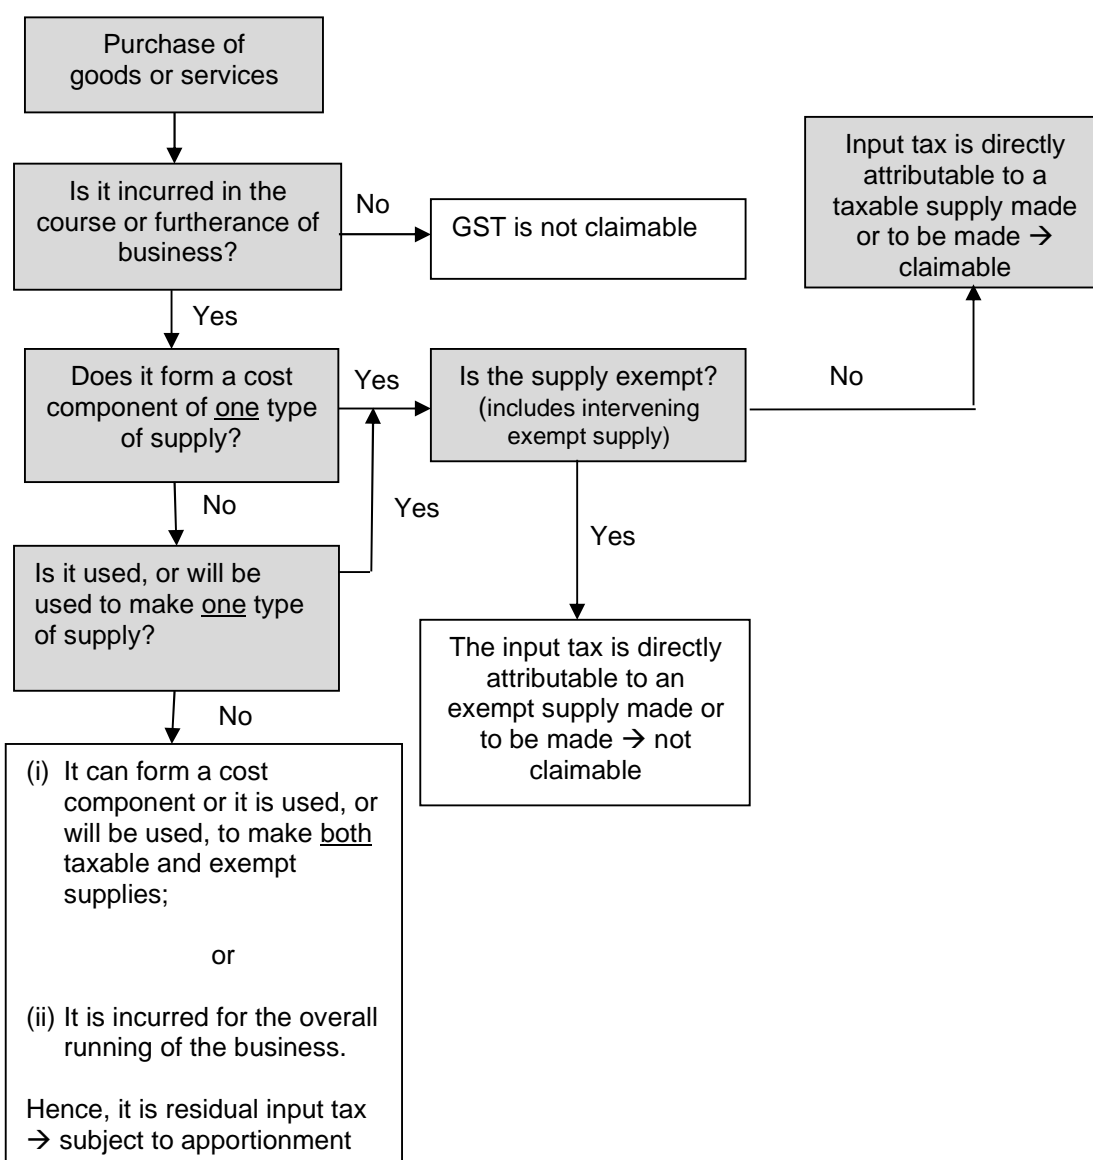 Purchase of
goods or services
Is it incurred in the
course or furtherance of
business?
No
GST is not claimable
Input tax is directly
attributable to a
taxable supply made
or to be made →
claimable
Yes
Does it form a cost
component of one type
of supply?
Yes
Is the supply exempt?
(includes intervening
exempt supply)
No
No
Yes
Yes
Is it used, or will be
used to make one type
of supply?
The input tax is directly
attributable to an
exempt supply made or
to be made → not
claimable
No
(i) It can form a cost
component or it is used, or
will be used, to make both
taxable and exempt
supplies;
or
(ii) It is incurred for the overall
running of the business.
Hence, it is residual input tax
→ subject to apportionment